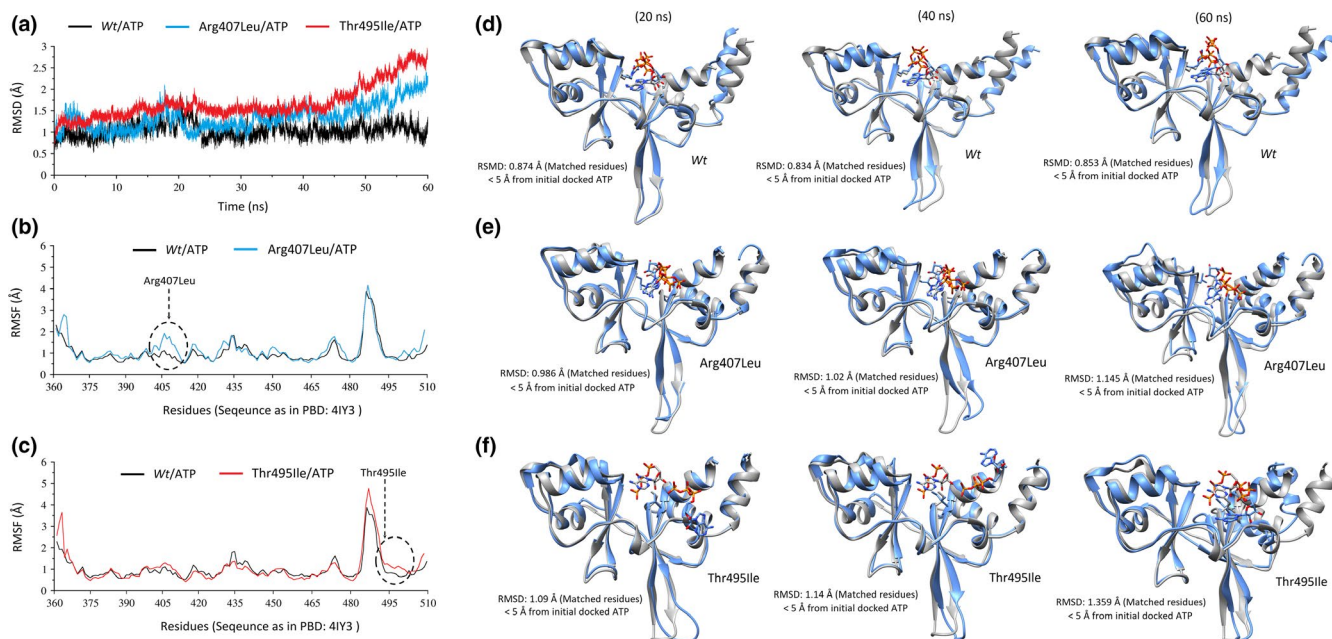 (a)
Wt/ATP Arg407Leu/ATP Thr495Ile/ATP
RMSD (Å)
3
2.5
2
1.5
1
0.5
0 10 20 30 40 50 60
Time (ns)
(b)
Wt/ATP Arg407Leu/ATP
Arg407Leu
RMSF (Å)
6
5
4
3
2
1
0
360 375 390 405 420 435 450 465 480 495 510
Residues (Seqeunce as in PBD: 4IY3 )
(c)
Wt/ATP Thr495Ile/ATP
Thr495Ile
RMSF (Å)
6
5
4
3
2
1
0
360 375 390 405 420 435 450 465 480 495 510
Residues (Seqeunce as in PBD: 4IY3 )
(d)
(20 ns) (40 ns) (60 ns)
Wt
RSMD: 0.874 Å (Matched residues)
< 5 Å from initial docked ATP
Wt
RSMD: 0.834 Å (Matched residues)
< 5 Å from initial docked ATP
Wt
RSMD: 0.853 Å (Matched residues)
< 5 Å from initial docked ATP
(e)
Arg407Leu
RMSD: 0.986 Å (Matched residues)
< 5 Å from initial docked ATP
Arg407Leu
RMSD: 1.02 Å (Matched residues)
< 5 Å from initial docked ATP
Arg407Leu
RMSD: 1.145 Å (Matched residues)
< 5 Å from initial docked ATP
(f)
Thr495Ile
RMSD: 1.09 Å (Matched residues)
< 5 Å from initial docked ATP
Thr495Ile
RMSD: 1.14 Å (Matched residues)
< 5 Å from initial docked ATP
Thr495Ile
RMSD: 1.359 Å (Matched residues)
< 5 Å from initial docked ATP